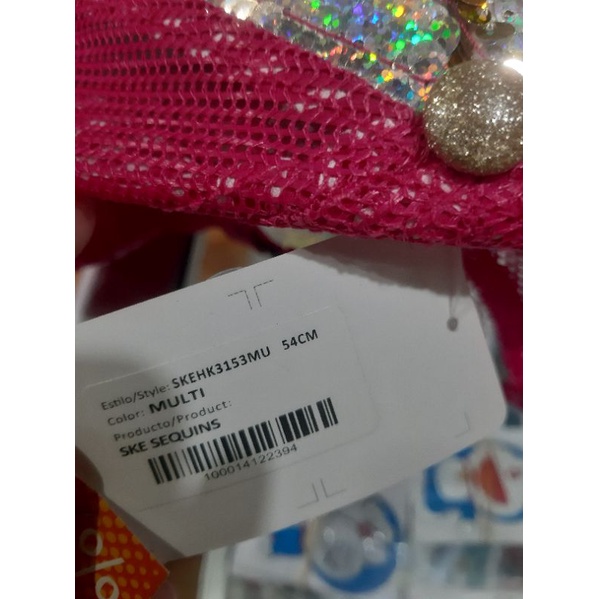 Estilo/Style: SKEHK3153MU 54CM
Color: MULTI
Producto/Product:
SKE SEQUINS
100014122394